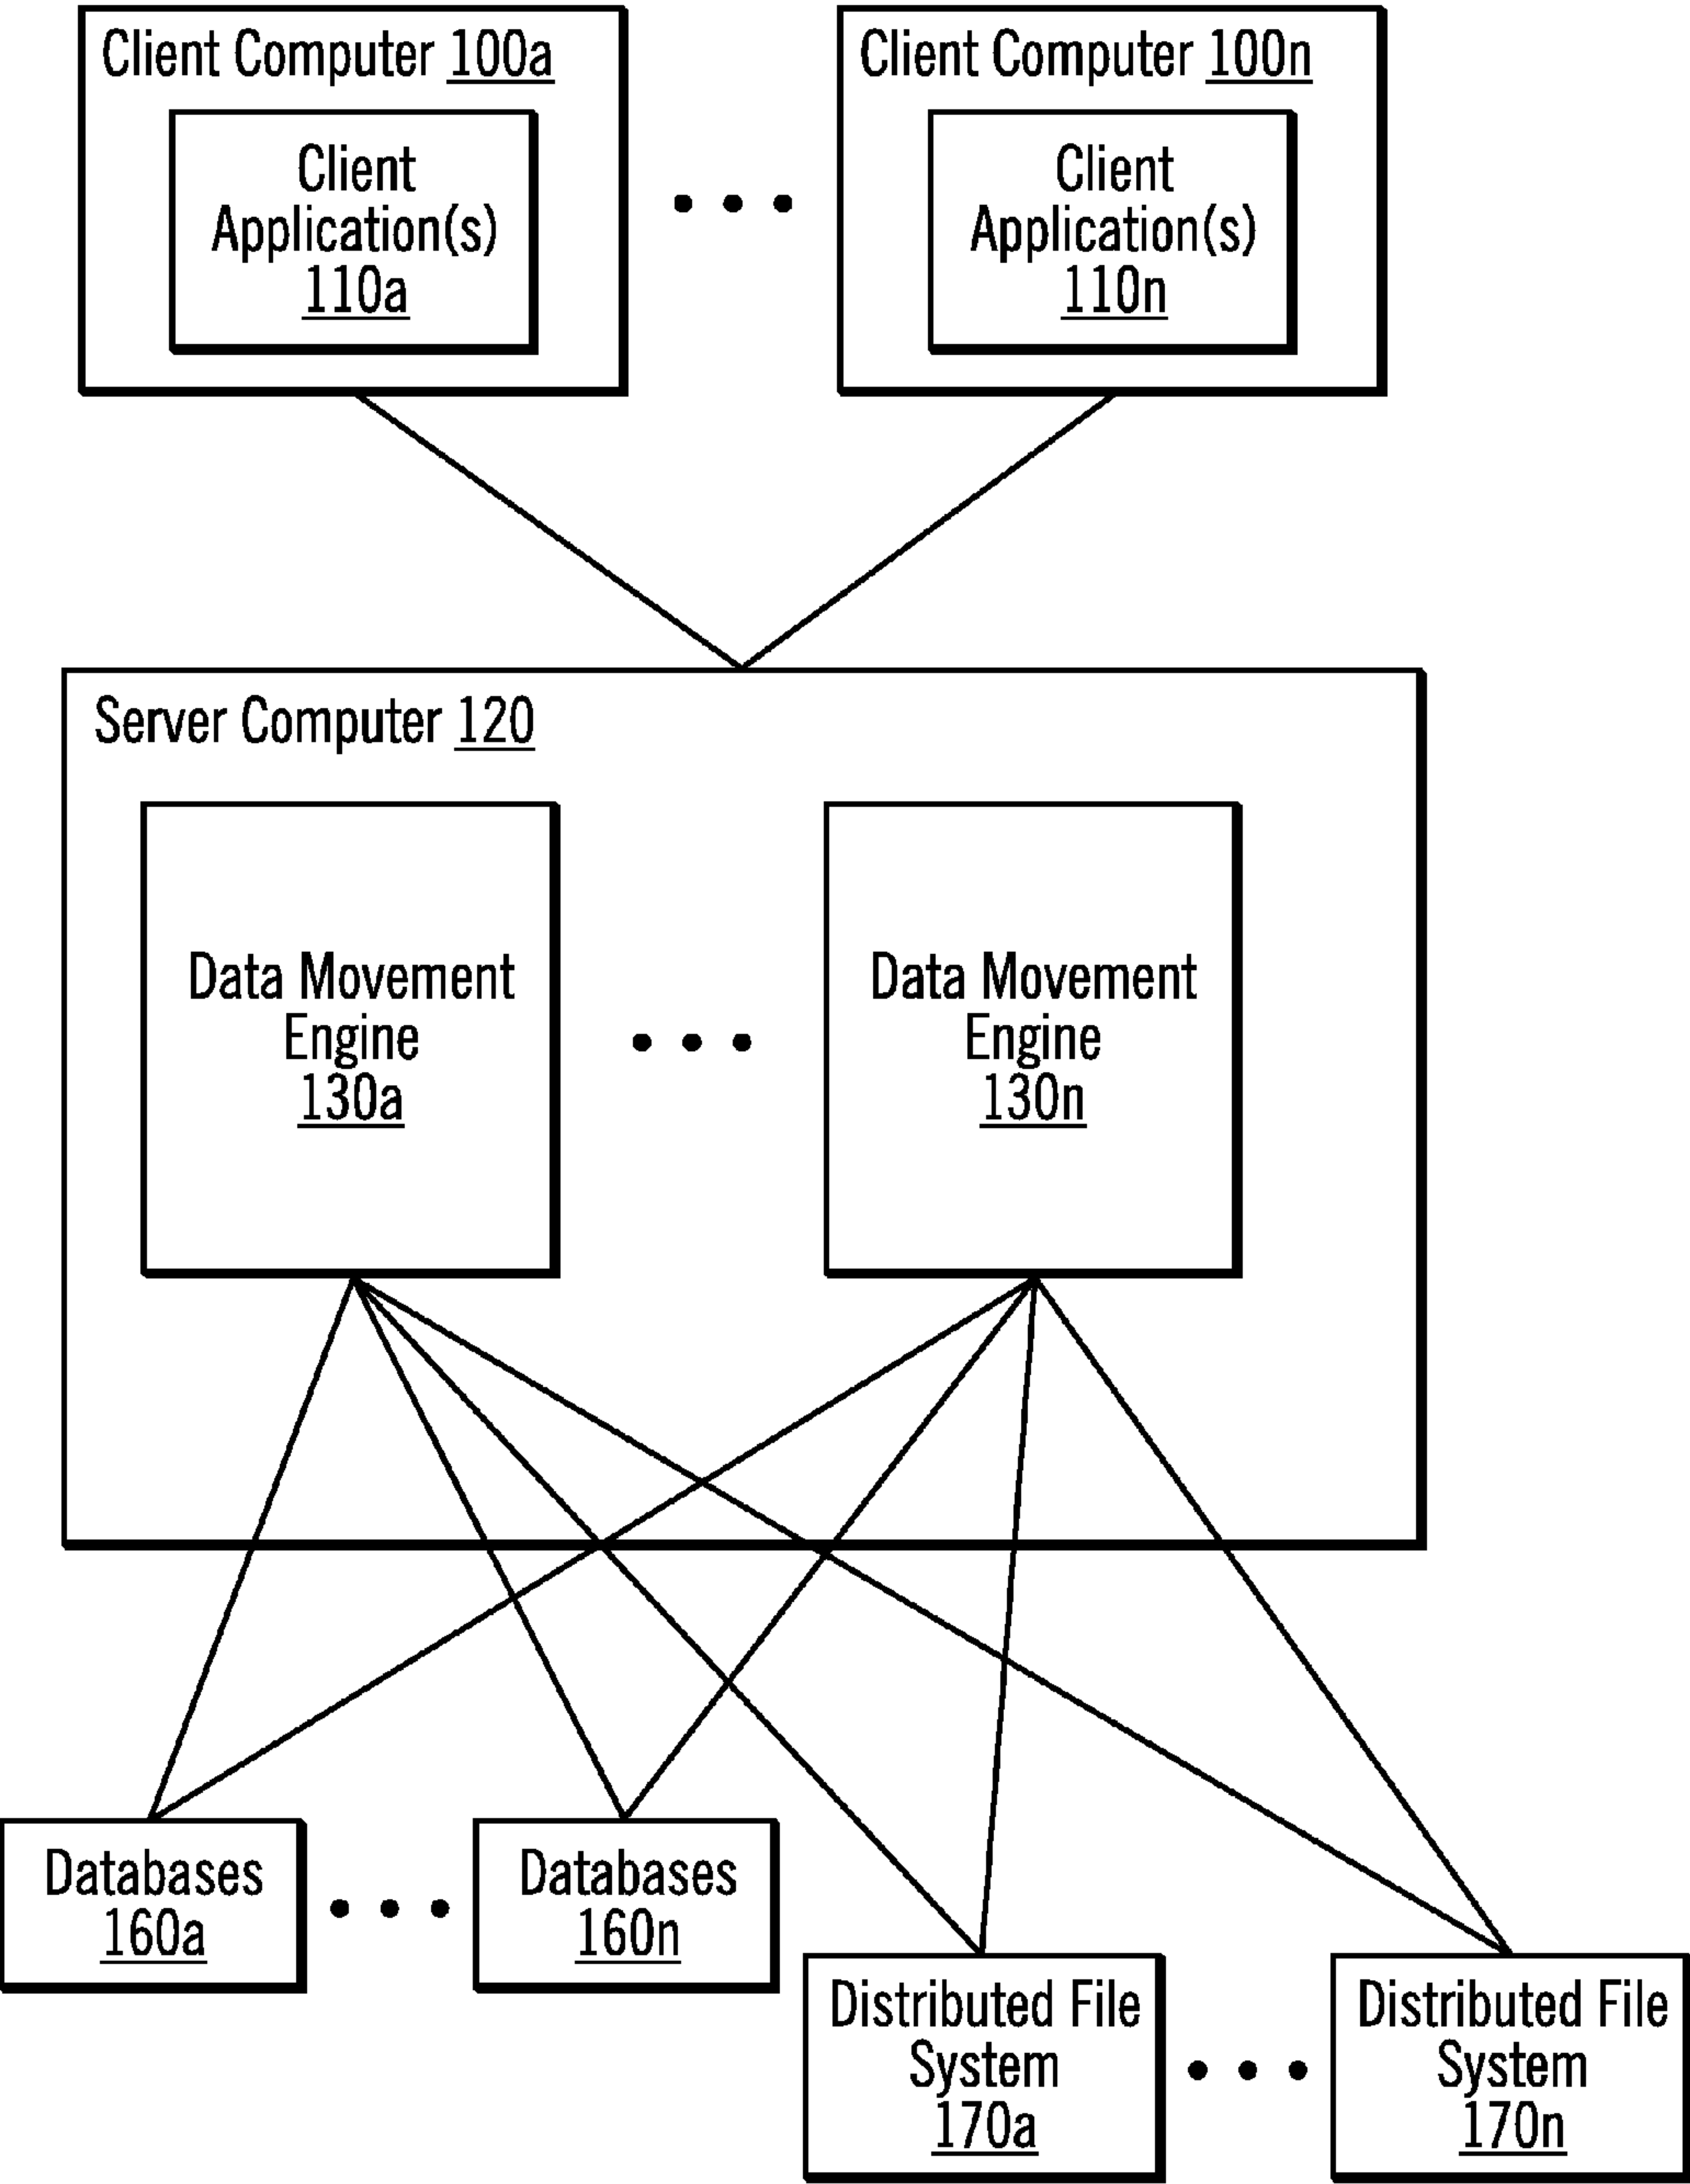 Client Computer 100a
Client
Application(s)
110a
Client Computer 100n
Client
Application(s)
110n
Server Computer 120
Data Movement
Engine
130a
Data Movement
Engine
130n
Databases
160a
Databases
160n
Distributed File
System
170a
Distributed File
System
170n